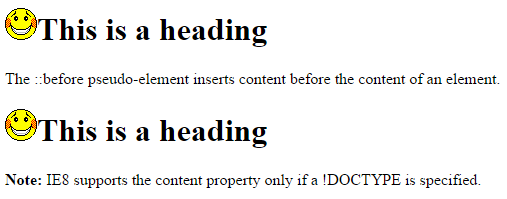 This is a heading
The ::before pseudo-element inserts content before the content of an element.
This is a heading
Note: IE8 supports the content property only if a !DOCTYPE is specified.